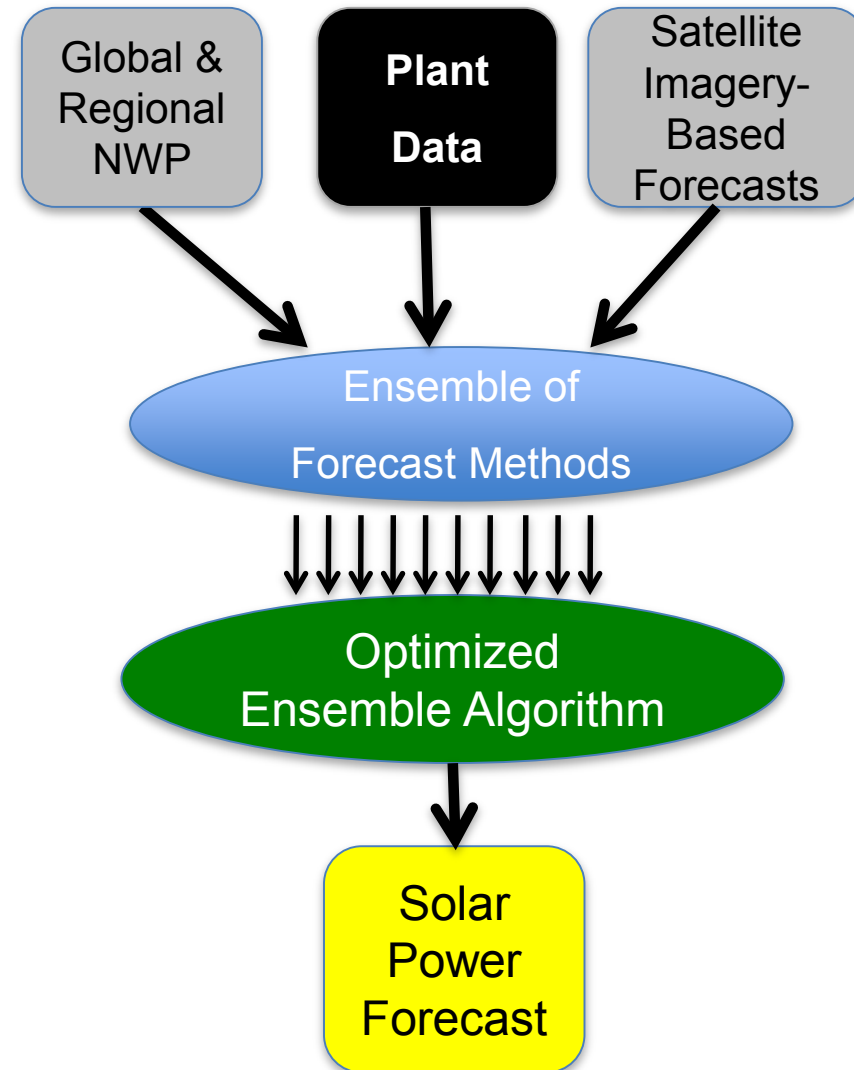 Global &
Regional
NWP
Plant
Data
Satellite
Imagery-
Based
Forecasts
Ensemble of
Forecast Methods
Optimized
Ensemble Algorithm
Solar
Power
Forecast